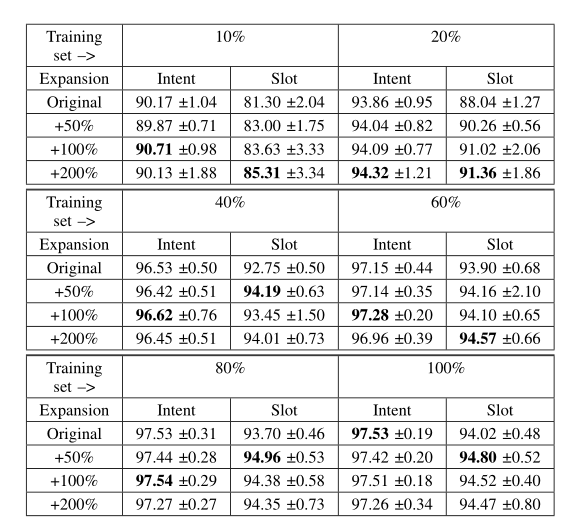 Training set –> 10% 20%
Expansion Intent Slot Intent Slot
Original 90.17 ±1.04 81.30 ±2.04 93.86 ±0.95 88.04 ±1.27
+50% 89.87 ±0.71 83.00 ±1.75 94.04 ±0.82 90.26 ±0.56
+100% 90.71 ±0.98 83.63 ±3.33 94.09 ±0.77 91.02 ±2.06
+200% 90.13 ±1.88 85.31 ±3.34 94.32 ±1.21 91.36 ±1.86
Training set –> 40% 60%
Expansion Intent Slot Intent Slot
Original 96.53 ±0.50 92.75 ±0.50 97.15 ±0.44 93.90 ±0.68
+50% 96.42 ±0.51 94.19 ±0.63 97.14 ±0.35 94.16 ±2.10
+100% 96.62 ±0.76 93.45 ±1.50 97.28 ±0.20 94.10 ±0.65
+200% 96.45 ±0.51 94.01 ±0.73 96.96 ±0.39 94.57 ±0.66
Training set –> 80% 100%
Expansion Intent Slot Intent Slot
Original 97.53 ±0.31 93.70 ±0.46 97.53 ±0.19 94.02 ±0.48
+50% 97.44 ±0.28 94.96 ±0.53 97.42 ±0.20 94.80 ±0.52
+100% 97.54 ±0.29 94.38 ±0.58 97.51 ±0.18 94.52 ±0.40
+200% 97.27 ±0.27 94.35 ±0.73 97.26 ±0.34 94.47 ±0.80